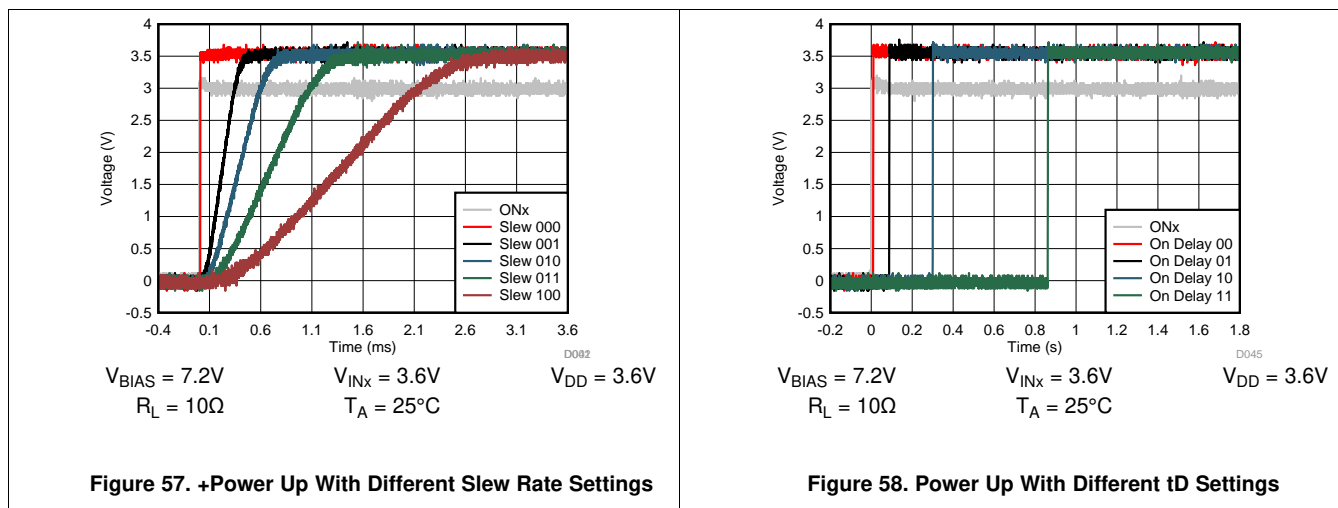 4
3.5
3
2.5
2
1.5
1
0.5
0
-0.5
Voltage (V)
ONx
Slew 000
Slew 001
Slew 010
Slew 011
Slew 100
-0.4 0.1 0.6 1.1 1.6 2.1 2.6 3.1 3.6
Time (ms)
VBIAS = 7.2V VINx = 3.6V VDD = 3.6V
RL = 10Ω TA = 25°C
Figure 57. +Power Up With Different Slew Rate Settings
4
3.5
3
2.5
2
1.5
1
0.5
0
-0.5
Voltage (V)
ONx
On Delay 00
On Delay 01
On Delay 10
On Delay 11
-0.2 0 0.2 0.4 0.6 0.8 1 1.2 1.4 1.6 1.8
Time (s)
D045
VBIAS = 7.2V VINx = 3.6V VDD = 3.6V
RL = 10Ω TA = 25°C
Figure 58. Power Up With Different tD Settings